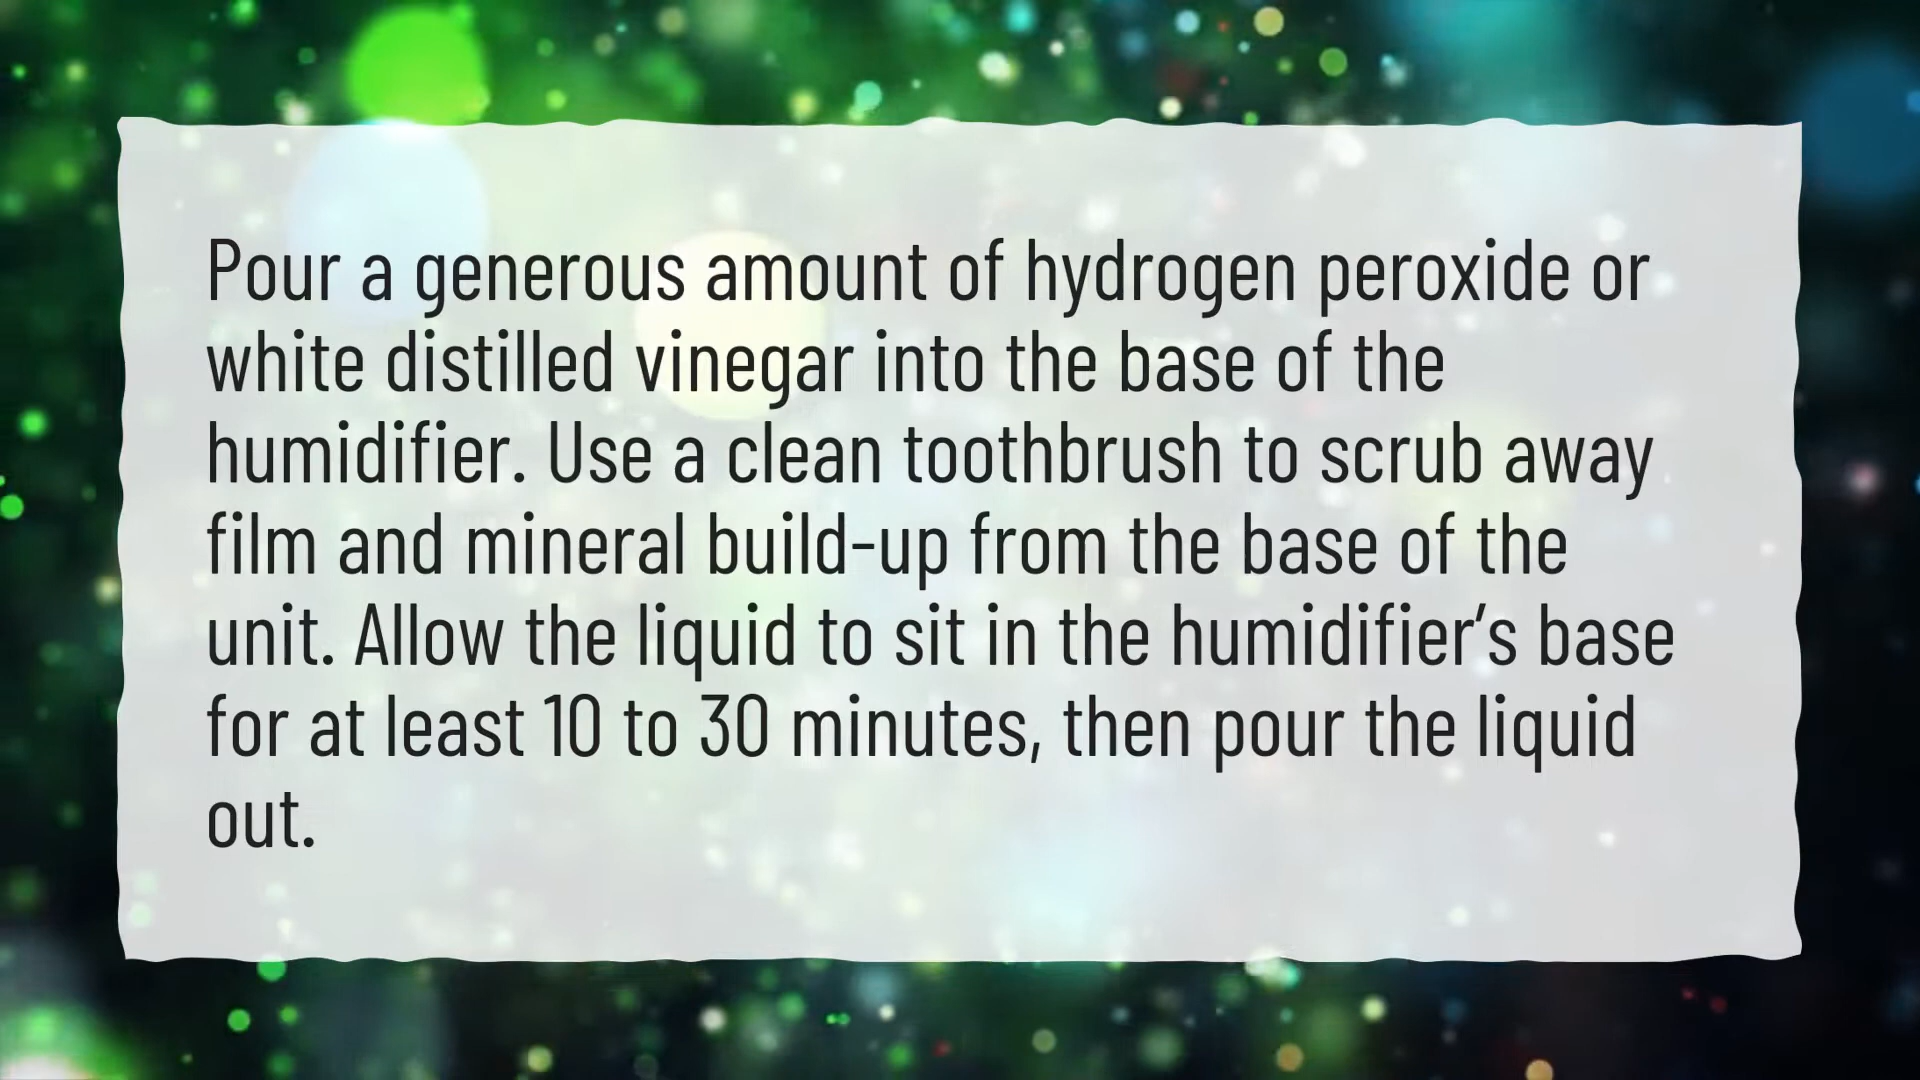 Pour a generous amount of hydrogen peroxide or
white distilled vinegar into the base of the
humidifier. Use a clean toothbrush to scrub away
film and mineral build-up from the base of the
unit. Allow the liquid to sit in the humidifier’s base
for at least 10 to 30 minutes, then pour the liquid
out.